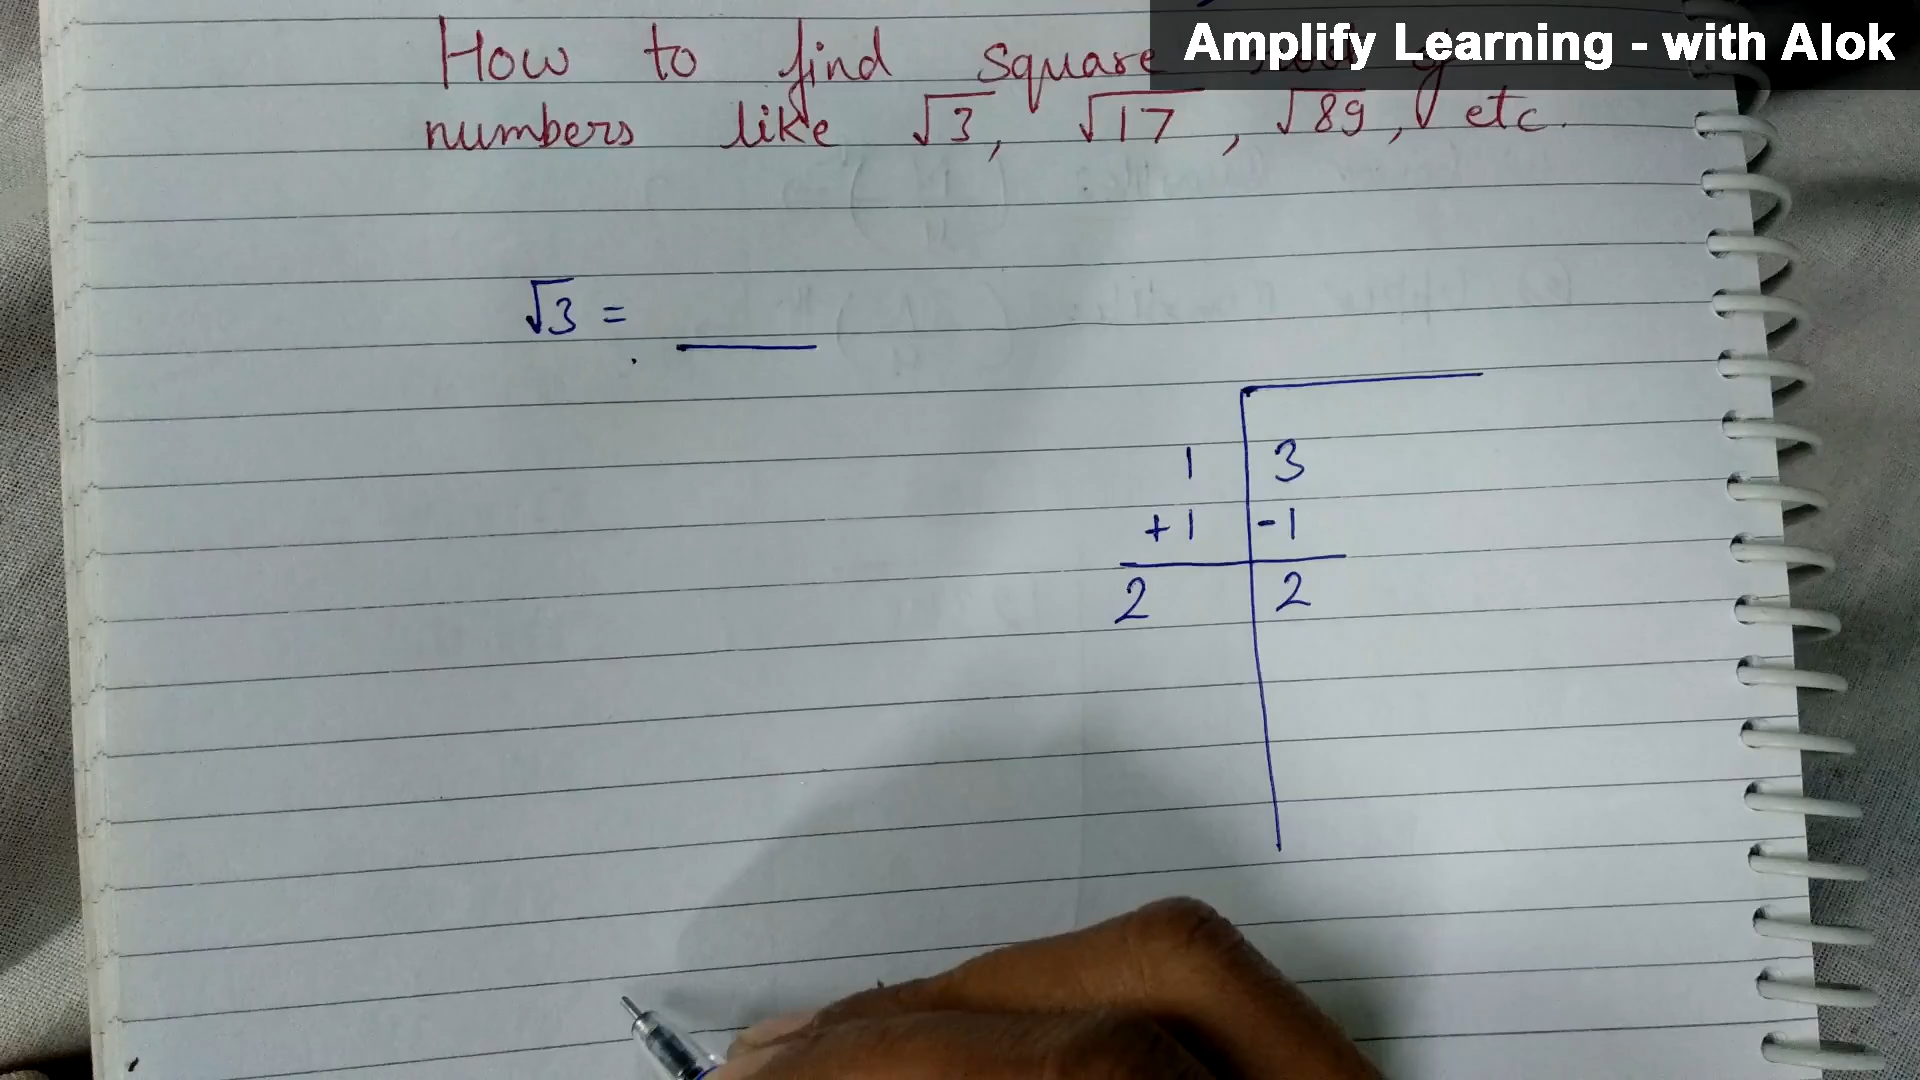 Amplify Learning - with Alok
How to find square
numbers like √3, √17, √89, etc.
√3 =
1 3
+1 -1
2 2